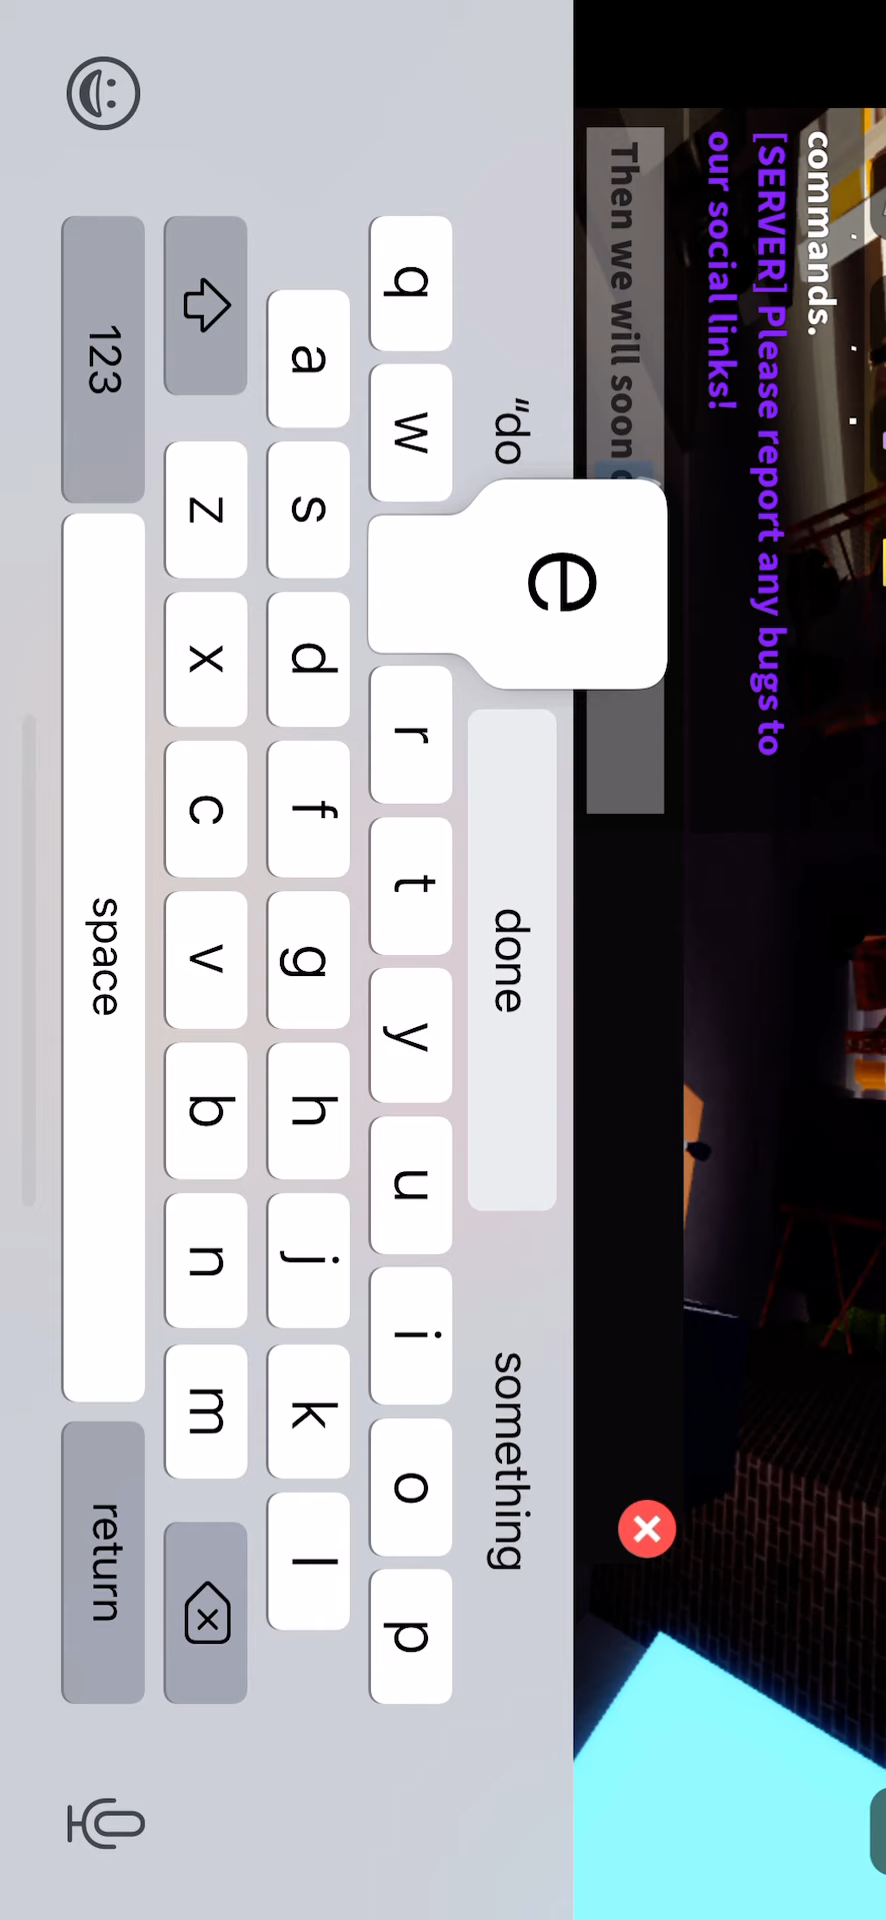 commands.
[SERVER] Please report any bugs to
our social links!
Then we will soon
"do
done
something
e
q
w
r
t
y
u
i
o
p
a
s
d
f
g
h
j
k
l
z
x
c
v
b
n
m
123
space
return